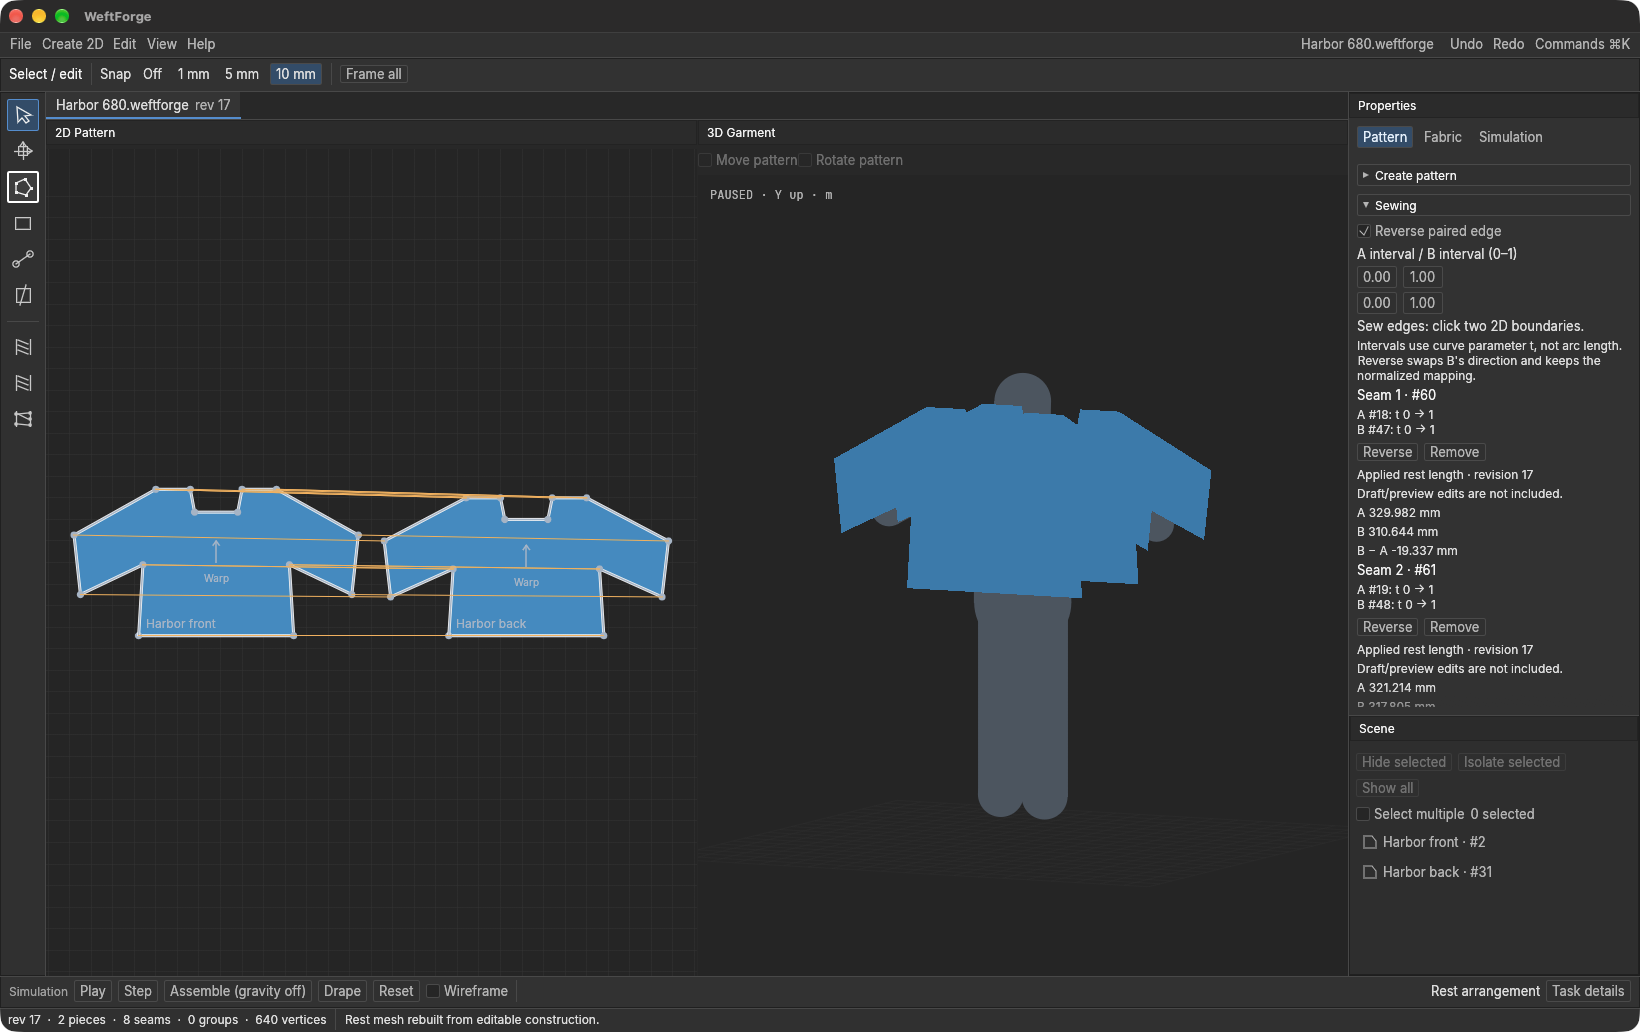 WeftForge
File Create 2D Edit View Help
Harbor 680.weftforge Undo Redo Commands ⌘K
Select / edit Snap Off 1 mm 5 mm 10 mm Frame all
Harbor 680.weftforge rev 17
2D Pattern
Warp
Harbor front
Warp
Harbor back
3D Garment
Move pattern Rotate pattern
PAUSED · Y up · m
Properties
Pattern Fabric Simulation
Create pattern
Sewing
Reverse paired edge
A interval / B interval (0–1)
0.00 1.00
0.00 1.00
Sew edges: click two 2D boundaries.
Intervals use curve parameter t, not arc length.
Reverse swaps B's direction and keeps the
normalized mapping.
Seam 1 · #60
A #18: t 0 → 1
B #47: t 0 → 1
Reverse Remove
Applied rest length · revision 17
Draft/preview edits are not included.
A 329.982 mm
B 310.644 mm
B − A -19.337 mm
Seam 2 · #61
A #19: t 0 → 1
B #48: t 0 → 1
Reverse Remove
Applied rest length · revision 17
Draft/preview edits are not included.
A 321.214 mm
B 317.805 mm
Scene
Hide selected Isolate selected
Show all
Select multiple 0 selected
Harbor front · #2
Harbor back · #31
Simulation Play Step Assemble (gravity off) Drape Reset Wireframe
Rest arrangement Task details
rev 17 · 2 pieces · 8 seams · 0 groups · 640 vertices Rest mesh rebuilt from editable construction.